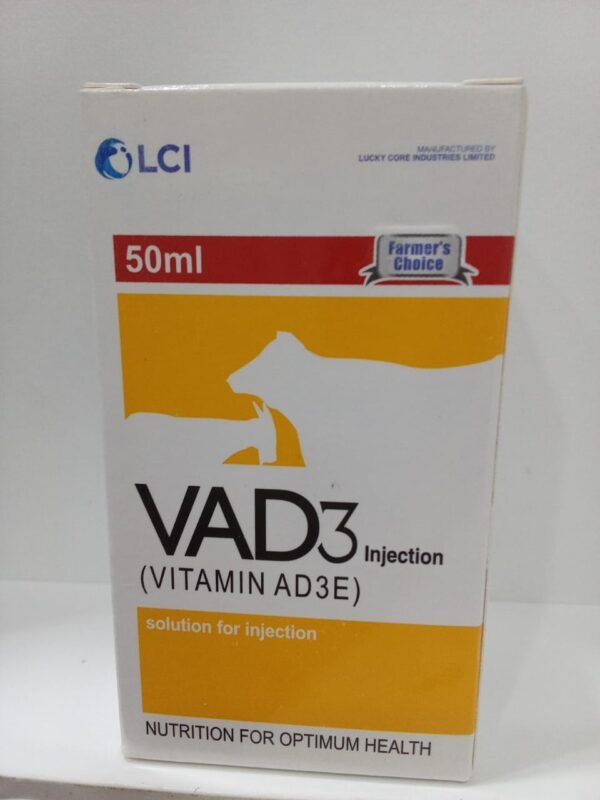 LCI
MANUFACTURED BY
LUCKY CORE INDUSTRIES LIMITED
50ml
Farmer's
Choice
VAD3 Injection
(VITAMIN AD3E)
solution for injection
NUTRITION FOR OPTIMUM HEALTH